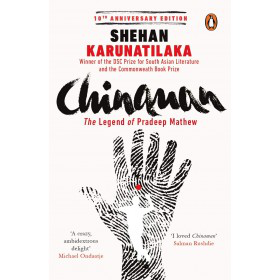 10TH ANNIVERSARY EDITION
SHEHAN
KARUNATILAKA
Winner of the DSC Prize for South Asian Literature
and the Commonwealth Book Prize
Chinaman
The Legend of Pradeep Mathew
'A crazy,
ambidextrous
delight'
Michael Ondaatje
'I loved Chinaman'
Salman Rushdie